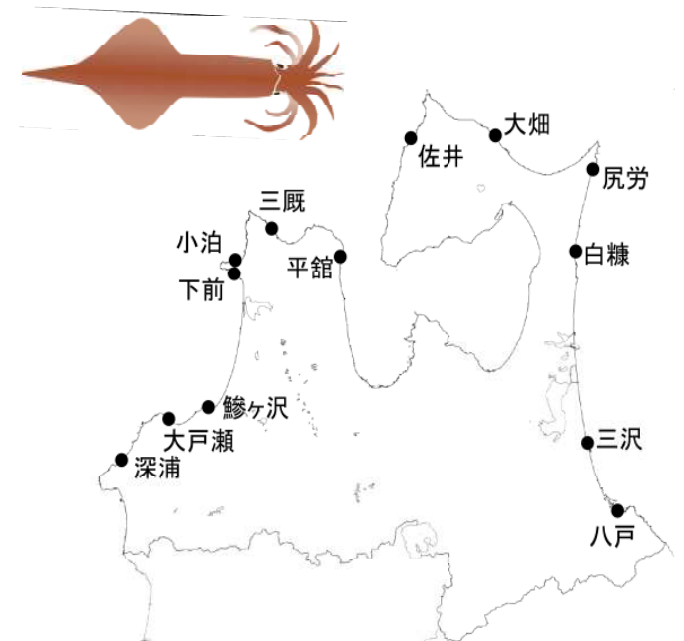 大畑
佐井
尻労
三厩
小泊
平舘
白糠
下前
鰺ヶ沢
大戸瀬
三沢
深浦
八戸